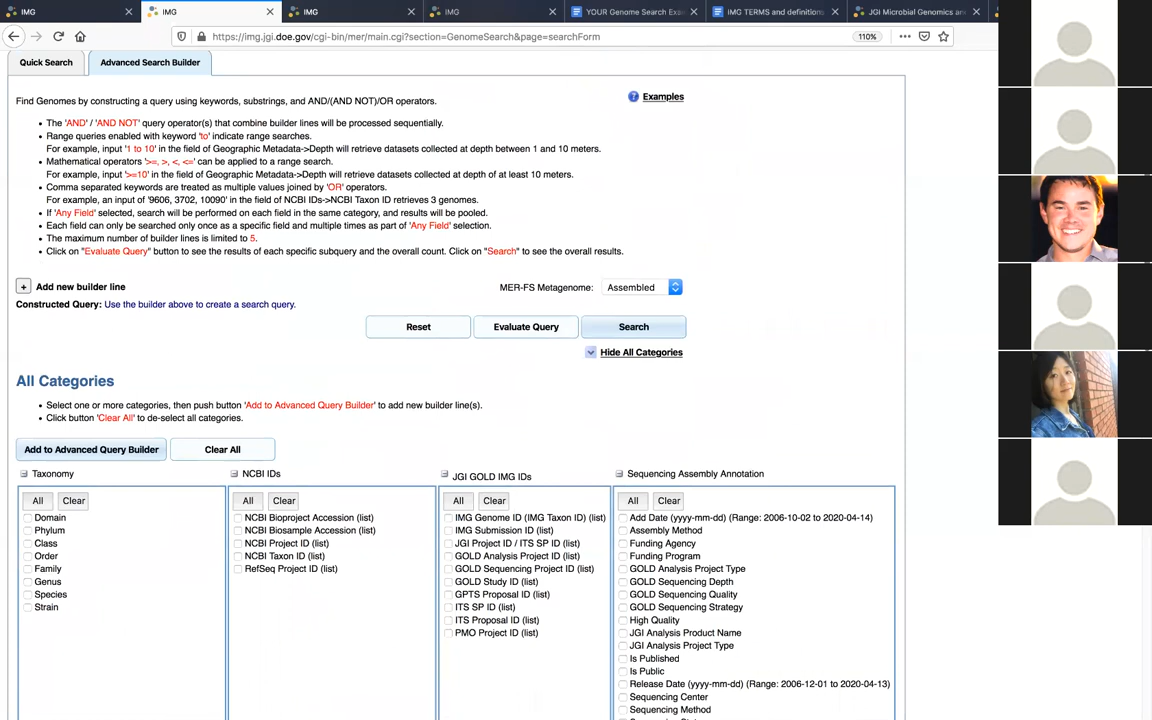 IMG
IMG
IMG
IMG
YOUR Genome Search Exa
IMG TERMS and definitions
JGI Microbial Genomics an
https://img.jgi.doe.gov/cgi-bin/mer/main.cgi?section=GenomeSearch&page=searchForm
110%
Quick Search
Advanced Search Builder
Find Genomes by constructing a query using keywords, substrings, and AND/(AND NOT)/OR operators.
Examples
The 'AND' / 'AND NOT' query operator(s) that combine builder lines will be processed sequentially.
Range queries enabled with keyword 'to' indicate range searches.
For example, input '1 to 10' in the field of Geographic Metadata->Depth will retrieve datasets collected at depth between 1 and 10 meters.
Mathematical operators '>=, >, <, <=' can be applied to a range search.
For example, input '>=10' in the field of Geographic Metadata->Depth will retrieve datasets collected at depth of at least 10 meters.
Comma separated keywords are treated as multiple values joined by 'OR' operators.
For example, an input of '9606, 3702, 10090' in the field of NCBI IDs->NCBI Taxon ID retrieves 3 genomes.
If 'Any Field' selected, search will be performed on each field in the same category, and results will be pooled.
Each field can only be searched only once as a specific field and multiple times as part of 'Any Field' selection.
The maximum number of builder lines is limited to 5.
Click on "Evaluate Query" button to see the results of each specific subquery and the overall count. Click on "Search" to see the overall results.
+ Add new builder line
MER-FS Metagenome: Assembled
Constructed Query: Use the builder above to create a search query.
Reset
Evaluate Query
Search
Hide All Categories
All Categories
Select one or more categories, then push button 'Add to Advanced Query Builder' to add new builder line(s).
Click button 'Clear All' to de-select all categories.
Add to Advanced Query Builder
Clear All
Taxonomy
All
Clear
Domain
Phylum
Class
Order
Family
Genus
Species
Strain
NCBI IDs
All
Clear
NCBI Bioproject Accession (list)
NCBI Biosample Accession (list)
NCBI Project ID (list)
NCBI Taxon ID (list)
RefSeq Project ID (list)
JGI GOLD IMG IDs
All
Clear
IMG Genome ID (IMG Taxon ID) (list)
IMG Submission ID (list)
JGI Project ID / ITS SP ID (list)
GOLD Analysis Project ID (list)
GOLD Sequencing Project ID (list)
GOLD Study ID (list)
GPTS Proposal ID (list)
ITS SP ID (list)
ITS Proposal ID (list)
PMO Project ID (list)
Sequencing Assembly Annotation
All
Clear
Add Date (yyyy-mm-dd) (Range: 2006-10-02 to 2020-04-14)
Assembly Method
Funding Agency
Funding Program
GOLD Analysis Project Type
GOLD Sequencing Depth
GOLD Sequencing Quality
GOLD Sequencing Strategy
High Quality
JGI Analysis Product Name
JGI Analysis Project Type
Is Published
Is Public
Release Date (yyyy-mm-dd) (Range: 2006-12-01 to 2020-04-13)
Sequencing Center
Sequencing Method